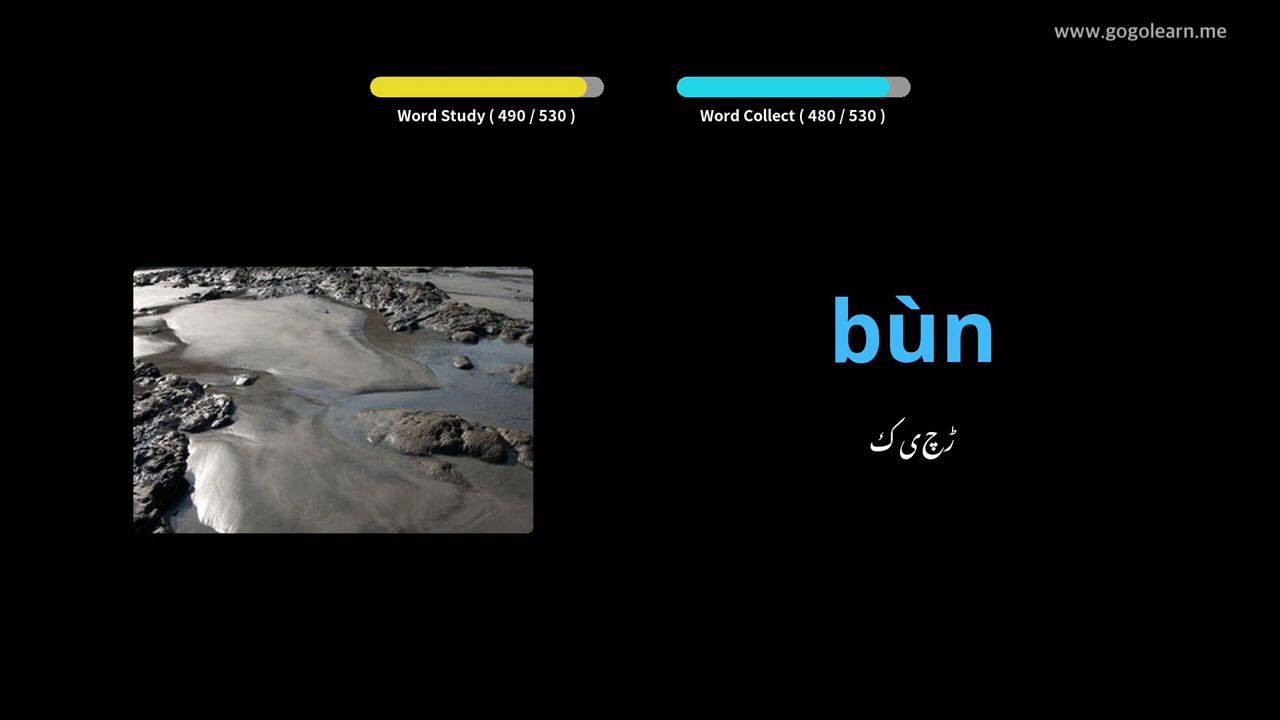 www.gogolearn.me
Word Study ( 490 / 530 )
Word Collect ( 480 / 530 )
bùn
ڑ چ ی ک